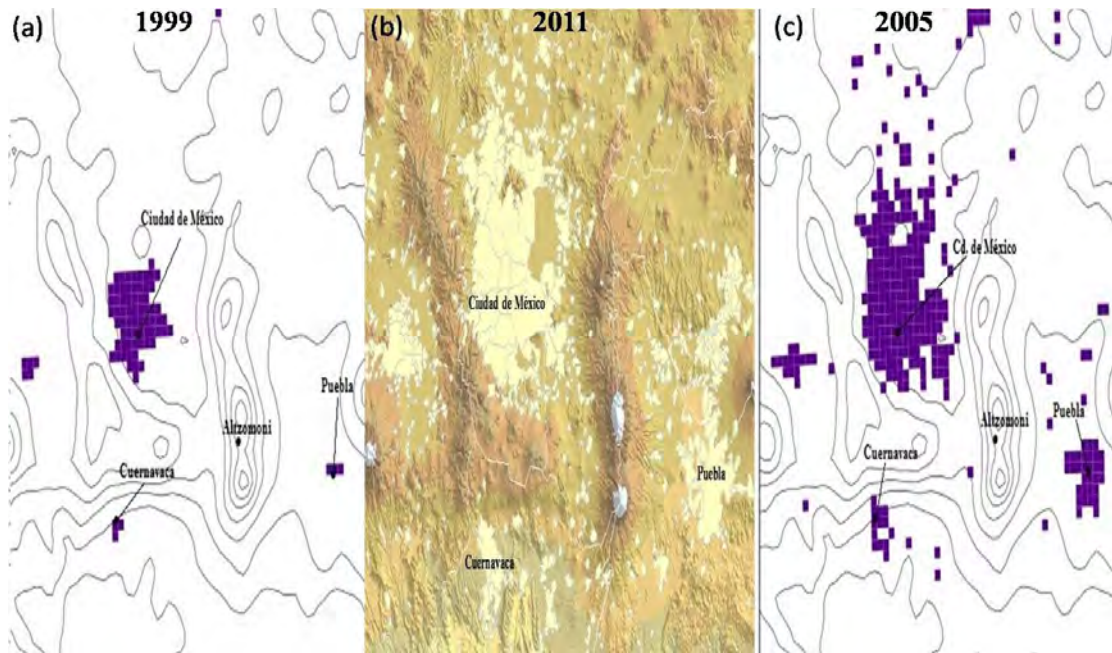 (a) 1999
Ciudad de México
Puebla
Altzomoni
Cuernavaca
(b) 2011
Ciudad de México
Puebla
Cuernavaca
(c) 2005
Cd. de México
Puebla
Altzomoni
Cuernavaca